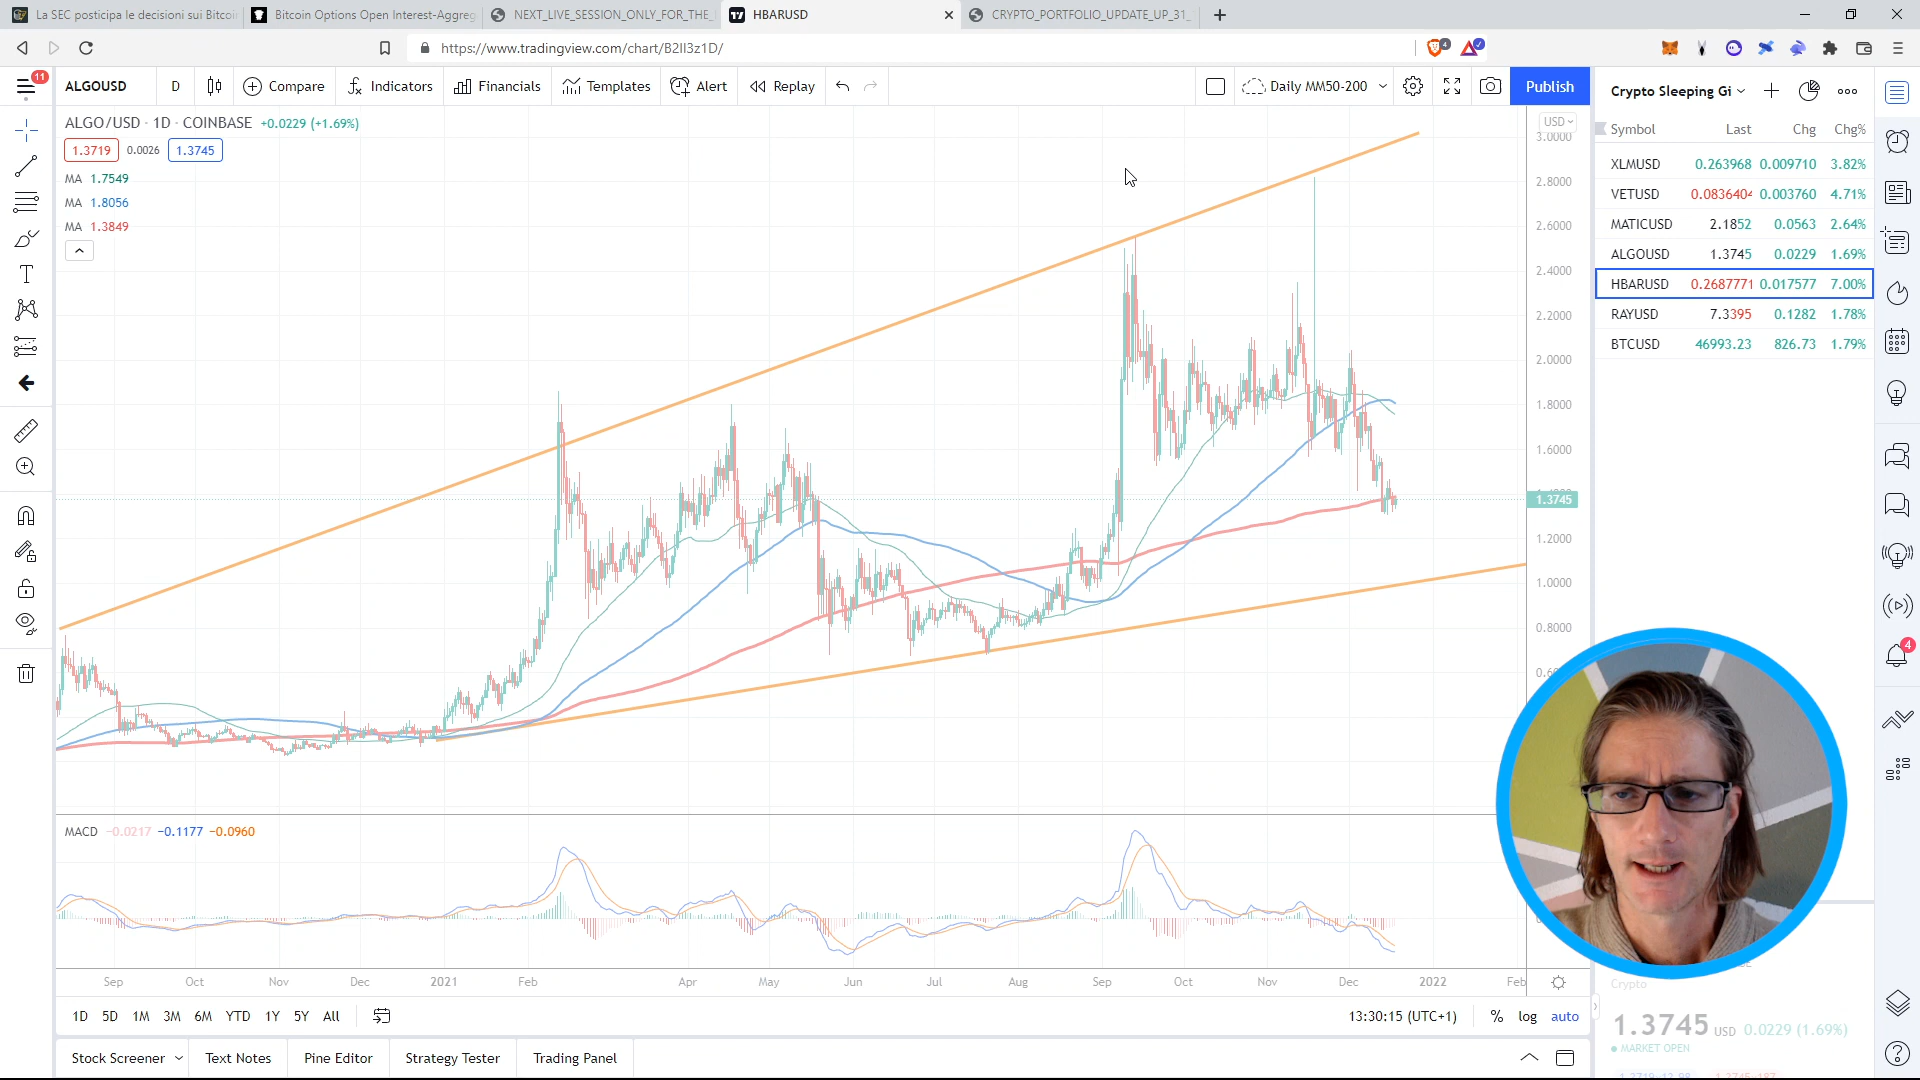 La SEC posticipa le decisioni sui Bitcoin
Bitcoin Options Open Interest-Aggreg
NEXT_LIVE_SESSION_ONLY_FOR_THE_
HBARUSD
CRYPTO_PORTFOLIO_UPDATE_UP_31_
https://www.tradingview.com/chart/B2II3z1D/
4
11
ALGOUSD
D
Compare
Indicators
Financials
Templates
Alert
Replay
Daily MM50-200
Publish
ALGO/USD · 1D · COINBASE +0.0229 (+1.69%)
1.3719 0.0026 1.3745
MA 1.7549
MA 1.8056
MA 1.3849
USD
3.0000
2.8000
2.6000
2.4000
2.2000
2.0000
1.8000
1.6000
1.3745
1.2000
1.0000
0.8000
MACD −0.0217 −0.1177 −0.0960
Sep Oct Nov Dec 2021 Feb Apr May Jun Jul Aug Sep Oct Nov Dec 2022 Feb
1D 5D 1M 3M 6M YTD 1Y 5Y All
13:30:15 (UTC+1) % log auto
Stock Screener Text Notes Pine Editor Strategy Tester Trading Panel
Crypto Sleeping Gi
Symbol Last Chg Chg%
XLMUSD 0.263968 0.009710 3.82%
VETUSD 0.0836404 0.003760 4.71%
MATICUSD 2.1852 0.0563 2.64%
ALGOUSD 1.3745 0.0229 1.69%
HBARUSD 0.2687771 0.017577 7.00%
RAYUSD 7.3395 0.1282 1.78%
BTCUSD 46993.23 826.73 1.79%
4
Crypto
1.3745 USD 0.0229 (1.69%)
MARKET OPEN